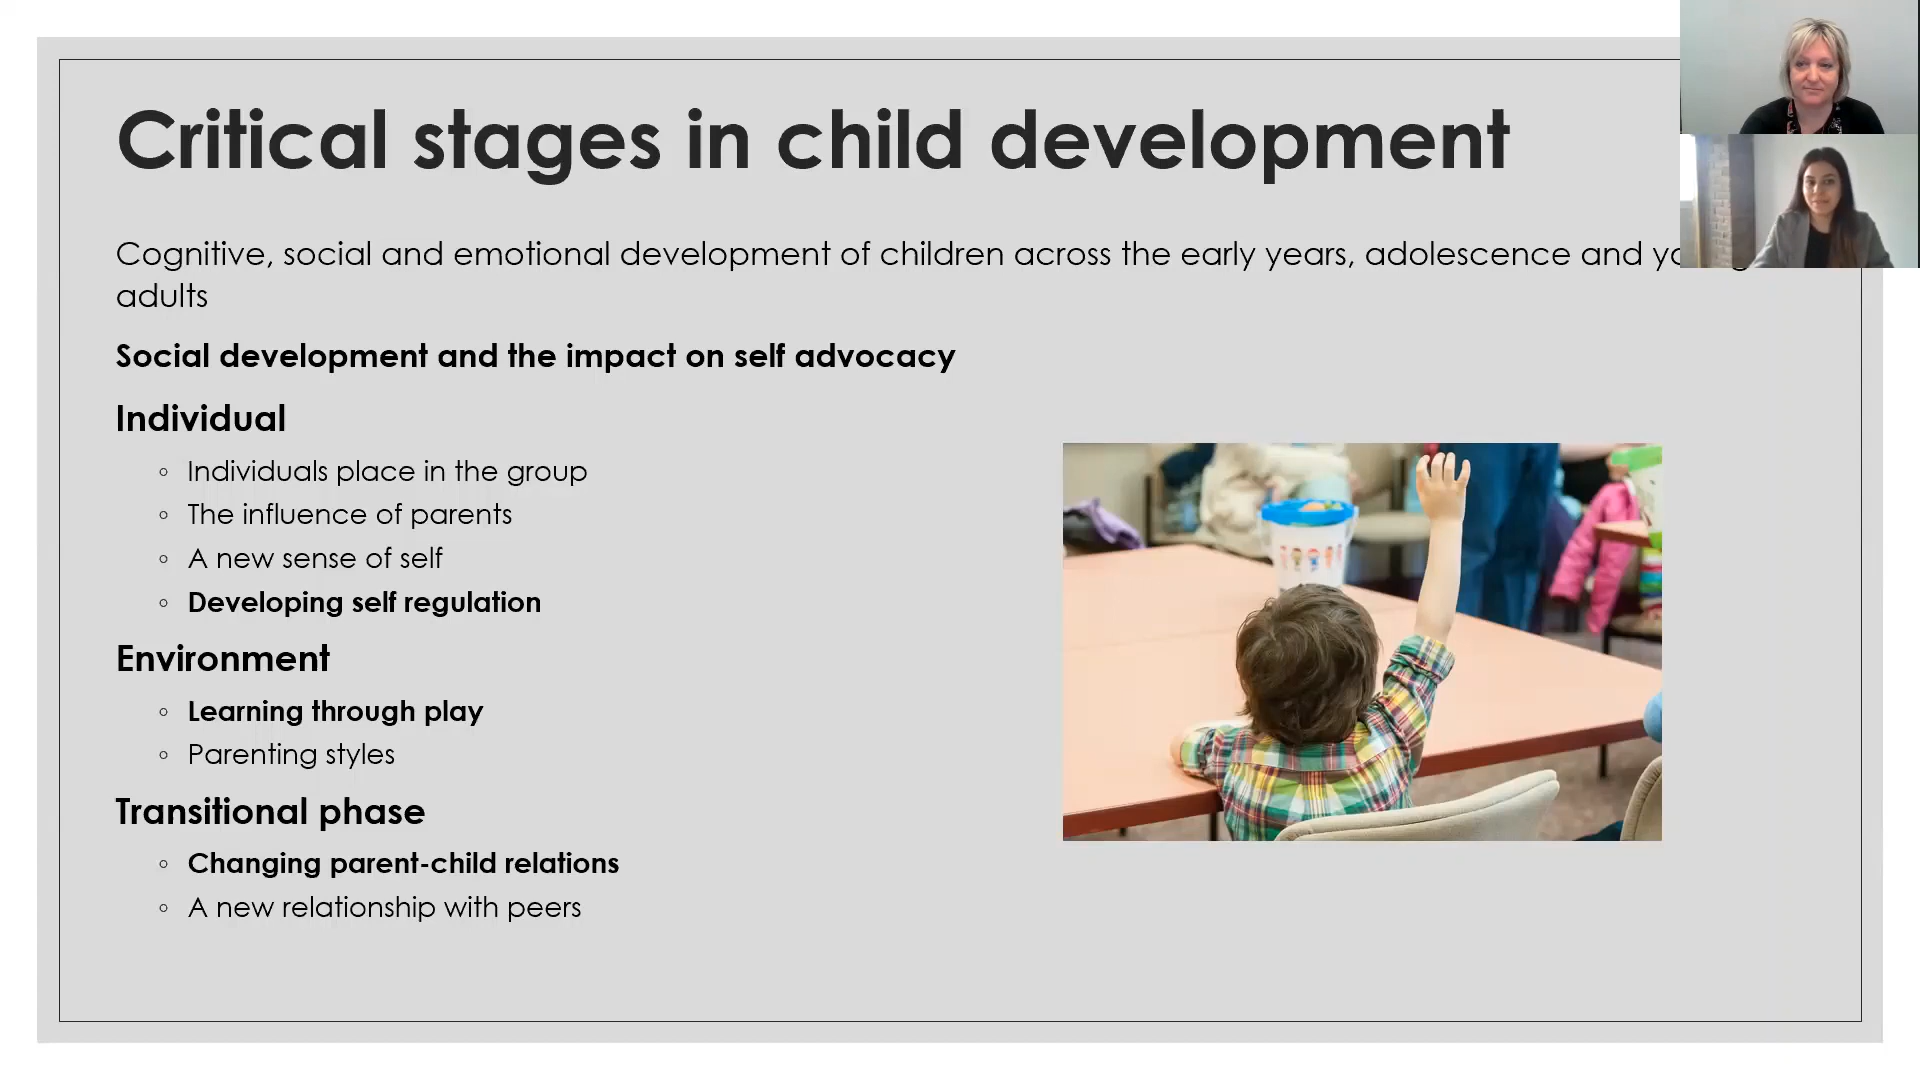 Critical stages in child development
Cognitive, social and emotional development of children across the early years, adolescence and
adults
Social development and the impact on self advocacy
Individual
◦ Individuals place in the group
◦ The influence of parents
◦ A new sense of self
◦ Developing self regulation
Environment
◦ Learning through play
◦ Parenting styles
Transitional phase
◦ Changing parent-child relations
◦ A new relationship with peers